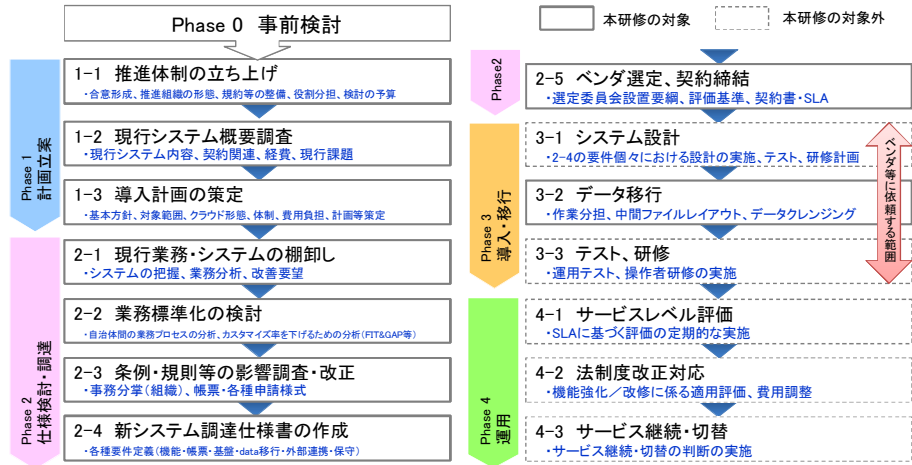 Phase 0 事前検討
本研修の対象
本研修の対象外
Phase 1
計画立案
1-1 推進体制の立ち上げ
・合意形成、推進組織の形態、規約等の整備、役割分担、検討の予算
1-2 現行システム概要調査
・現行システム内容、契約関連、経費、現行課題
1-3 導入計画の策定
・基本方針、対象範囲、クラウド形態、体制、費用負担、計画等策定
Phase 2
仕様検討・調達
2-1 現行業務・システムの棚卸し
・システムの把握、業務分析、改善要望
2-2 業務標準化の検討
・自治体間の業務プロセスの分析、カスタマイズ率を下げるための分析(FIT&GAP等)
2-3 条例・規則等の影響調査・改正
・事務分掌(組織)、帳票・各種申請様式
2-4 新システム調達仕様書の作成
・各種要件定義(機能・帳票・基盤・data移行・外部連携・保守)
Phase2
2-5 ベンダ選定、契約締結
・選定委員会設置要綱、評価基準、契約書・SLA
Phase 3
導入・移行
3-1 システム設計
・2-4の要件個々における設計の実施、テスト、研修計画
3-2 データ移行
・作業分担、中間ファイルレイアウト、データクレンジング
3-3 テスト、研修
・運用テスト、操作者研修の実施
ベンダ等に依頼する範囲
Phase 4
運用
4-1 サービスレベル評価
・SLAに基づく評価の定期的な実施
4-2 法制度改正対応
・機能強化/改修に係る適用評価、費用調整
4-3 サービス継続・切替
・サービス継続・切替の判断の実施